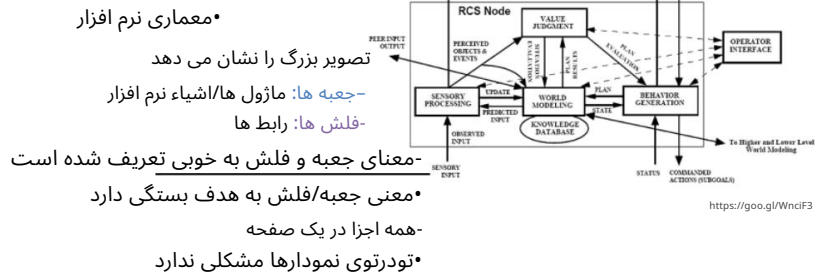 •معماری نرم افزار
تصویر بزرگ را نشان می دهد
–جعبه ها: ماژول ها/اشیاء نرم افزار
-فلش ها: رابط ها
-معنای جعبه و فلش به خوبی تعریف شده است
•معنی جعبه/فلش به هدف بستگی دارد
-همه اجزا در یک صفحه
•تودرتوی نمودارها مشکلی ندارد
RCS Node
VALUE
JUDGMENT
PEER INPUT
OUTPUT
PERCEIVED
OBJECTS &
EVENTS
SITUATION
EVALUATION
PLAN
RESULTS
PLAN
EVALUATION
OPERATOR
INTERFACE
SENSORY
PROCESSING
UPDATE
PREDICTED
INPUT
WORLD
MODELING
PLAN
STATE
BEHAVIOR
GENERATION
KNOWLEDGE
DATABASE
OBSERVED
INPUT
To Higher and Lower Level
World Modeling
SENSORY
INPUT
STATUS
COMMANDED
ACTIONS (SUBGOALS)
https://goo.gl/WnciF3